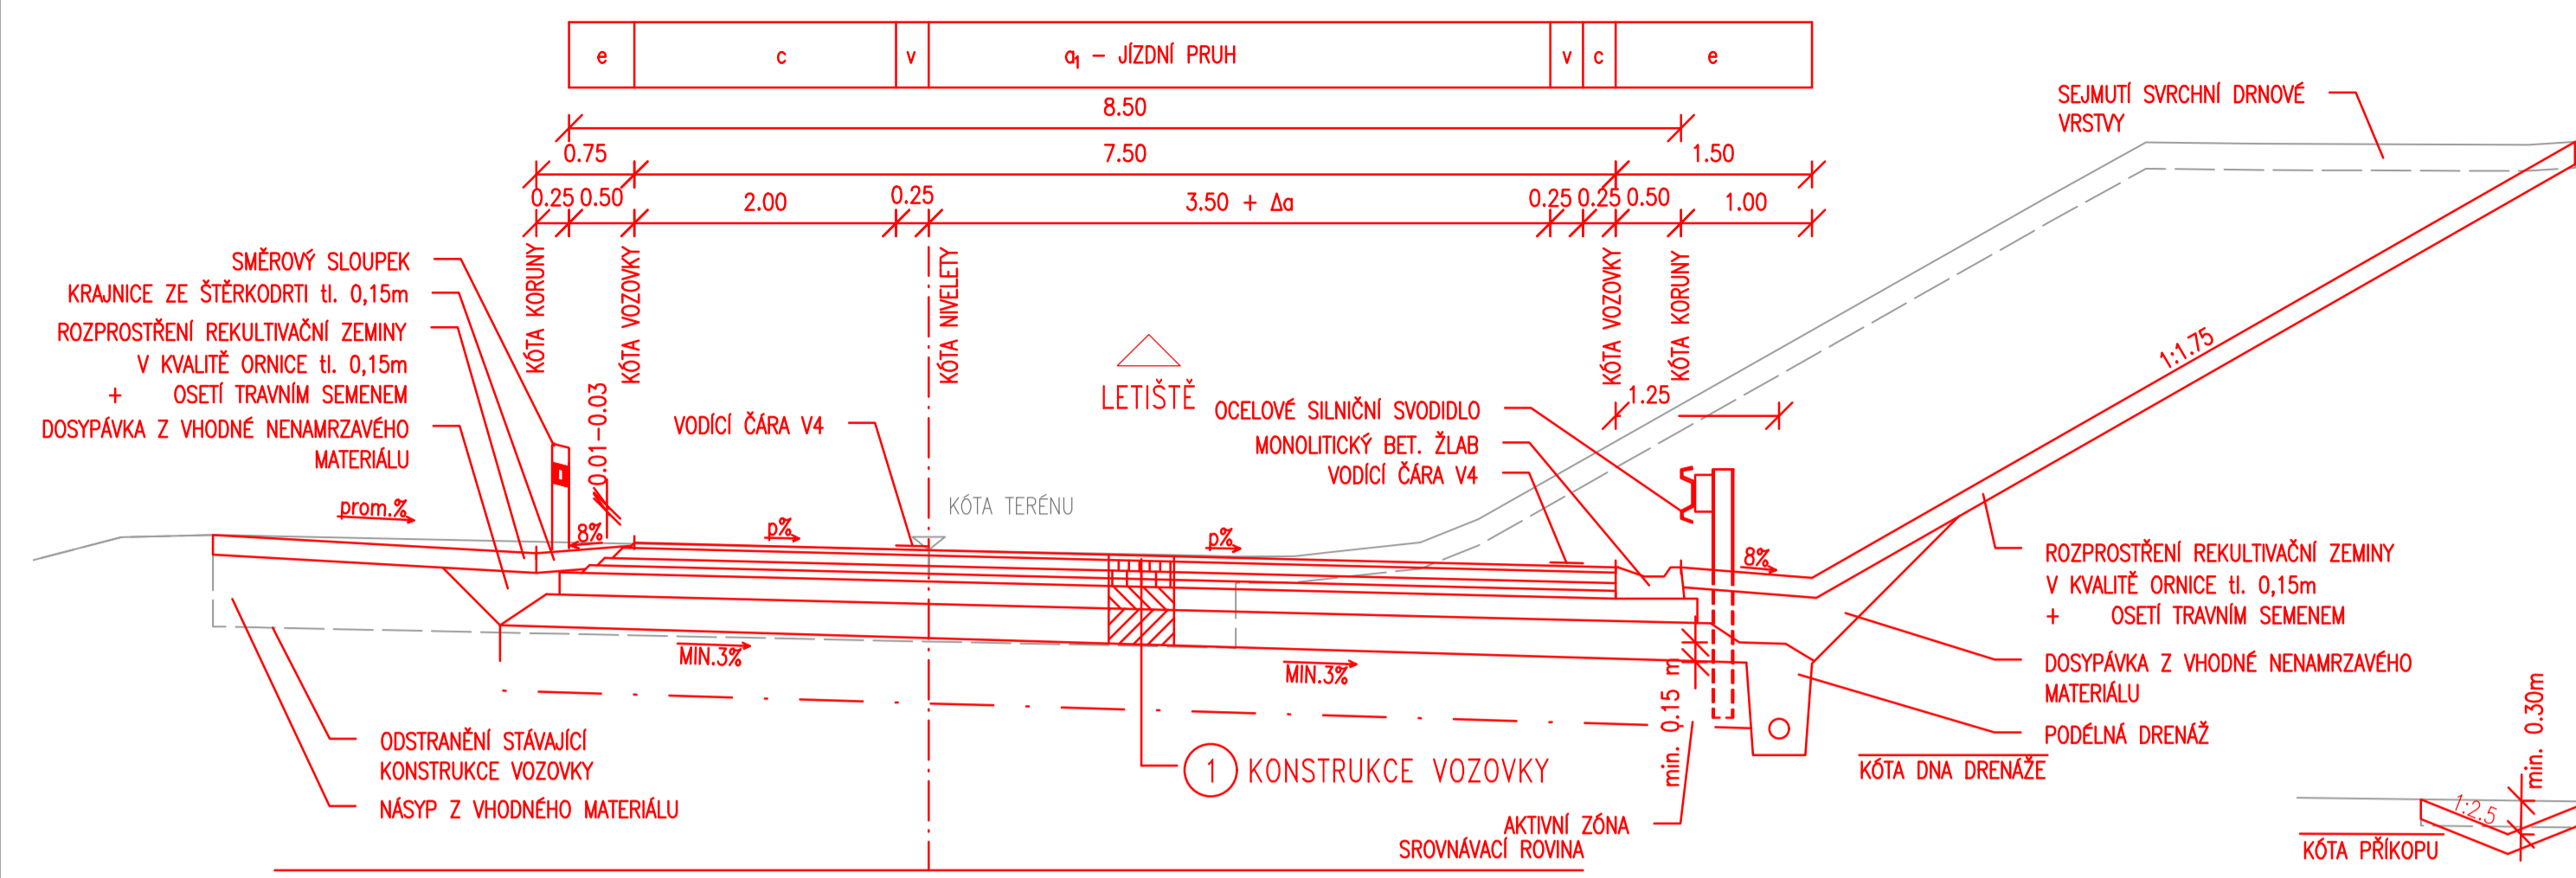 e
c
v
a1 – JÍZDNÍ PRUH
v
c
e
8.50
0.75
7.50
1.50
0.25
0.50
2.00
0.25
3.50 + Δa
0.25
0.25
0.50
1.00
KÓTA KORUNY
KÓTA VOZOVKY
KÓTA NIVELETY
KÓTA VOZOVKY
KÓTA KORUNY
1.25
SEJMUTÍ SVRCHNÍ DRNOVÉ
VRSTVY
SMĚROVÝ SLOUPEK
KRAJNICE ZE ŠTĚRKODRTI tl. 0,15m
ROZPROSTŘENÍ REKULTIVAČNÍ ZEMINY
V KVALITĚ ORNICE tl. 0,15m
+ OSETÍ TRAVNÍM SEMENEM
DOSYPÁVKA Z VHODNÉ NENAMRZAVÉHO
MATERIÁLU
0.01-0.03
VODÍCÍ ČÁRA V4
LETIŠTĚ
OCELOVÉ SILNIČNÍ SVODIDLO
MONOLITICKÝ BET. ŽLAB
VODÍCÍ ČÁRA V4
1:1.75
KÓTA TERÉNU
prom.%
8%
p%
p%
8%
MIN.3%
MIN.3%
min. 0.15 m
ROZPROSTŘENÍ REKULTIVAČNÍ ZEMINY
V KVALITĚ ORNICE tl. 0,15m
+ OSETÍ TRAVNÍM SEMENEM
DOSYPÁVKA Z VHODNÉ NENAMRZAVÉHO
MATERIÁLU
PODÉLNÁ DRENÁŽ
KÓTA DNA DRENÁŽE
ODSTRANĚNÍ STÁVAJÍCÍ
KONSTRUKCE VOZOVKY
NÁSYP Z VHODNÉHO MATERIÁLU
1 KONSTRUKCE VOZOVKY
AKTIVNÍ ZÓNA
SROVNÁVACÍ ROVINA
min. 0.30m
1:2.5
KÓTA PŘÍKOPU